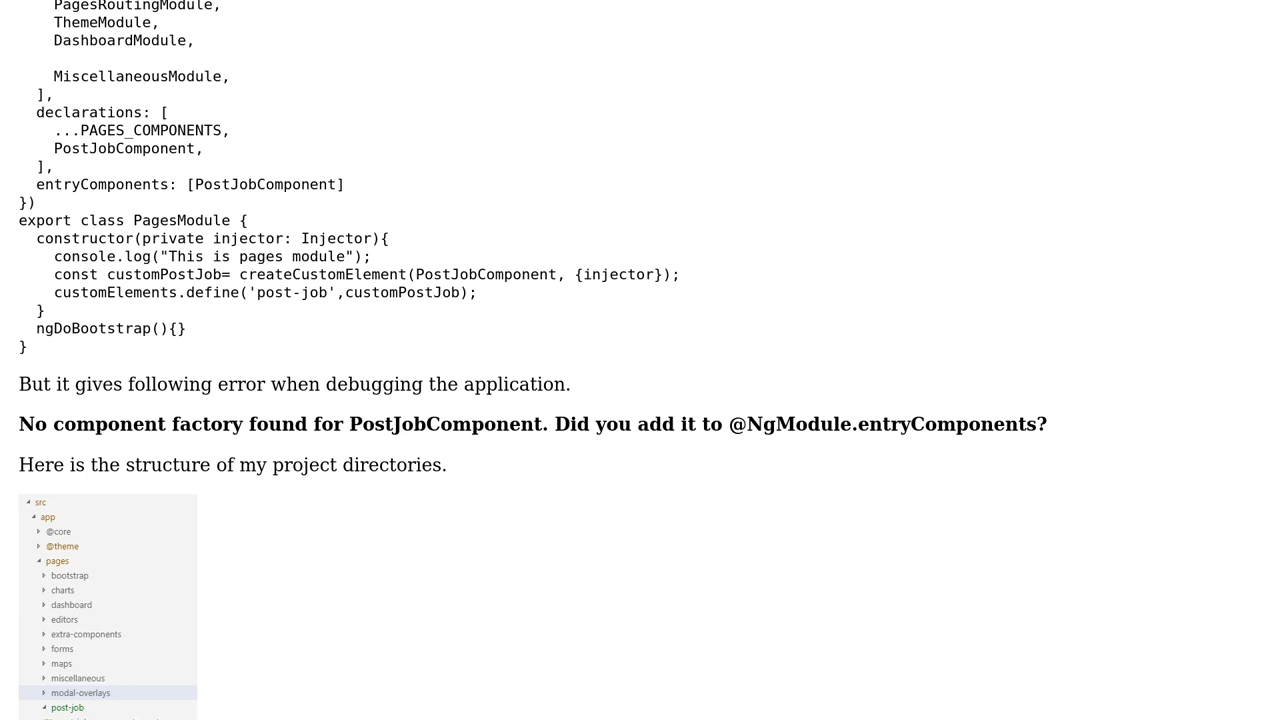 PagesRoutingModule,
    ThemeModule,
    DashboardModule,
    MiscellaneousModule,
  ],
  declarations: [
    ...PAGES_COMPONENTS,
    PostJobComponent,
  ],
  entryComponents: [PostJobComponent]
})
export class PagesModule {
  constructor(private injector: Injector){
    console.log("This is pages module");
    const customPostJob= createCustomElement(PostJobComponent, {injector});
    customElements.define('post-job',customPostJob);
  }
  ngDoBootstrap(){}
}
But it gives following error when debugging the application.
No component factory found for PostJobComponent. Did you add it to @NgModule.entryComponents?
Here is the structure of my project directories.
src
app
@core
@theme
pages
bootstrap
charts
dashboard
editors
extra-components
forms
maps
miscellaneous
modal-overlays
post-job